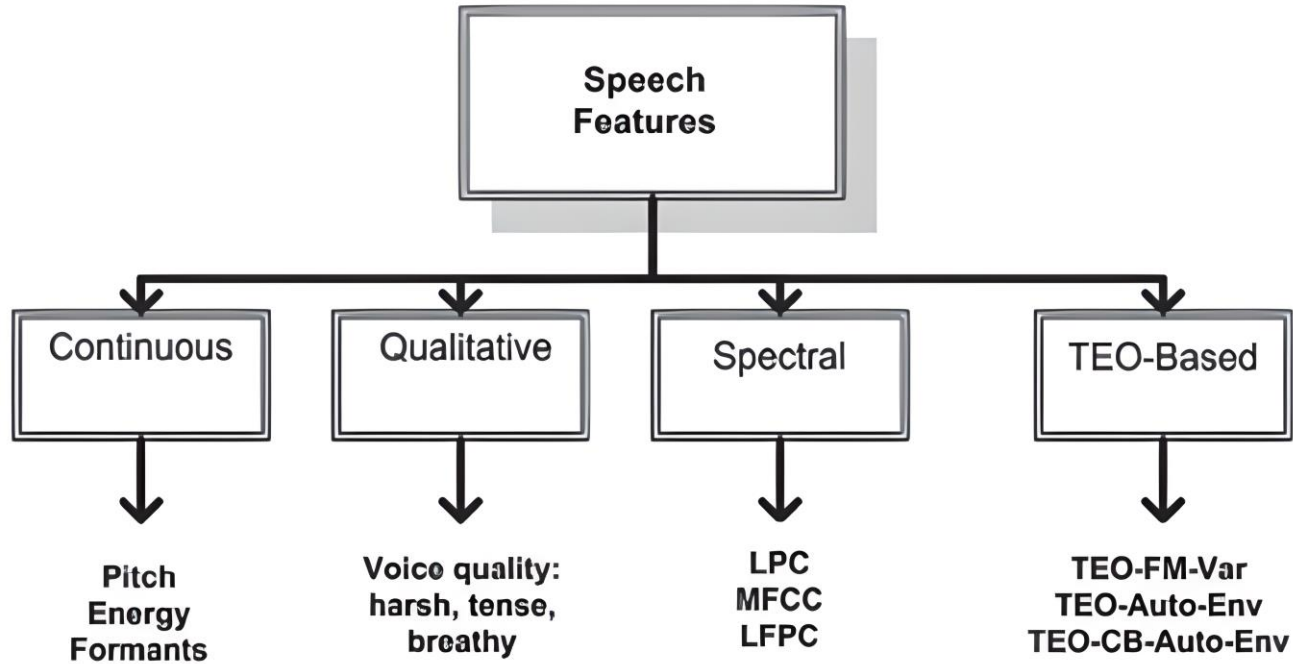 Speech
Features
Continuous
Qualitative
Spectral
TEO-Based
Pitch
Energy
Formants
Voice quality:
harsh, tense,
breathy
LPC
MFCC
LFPC
TEO-FM-Var
TEO-Auto-Env
TEO-CB-Auto-Env